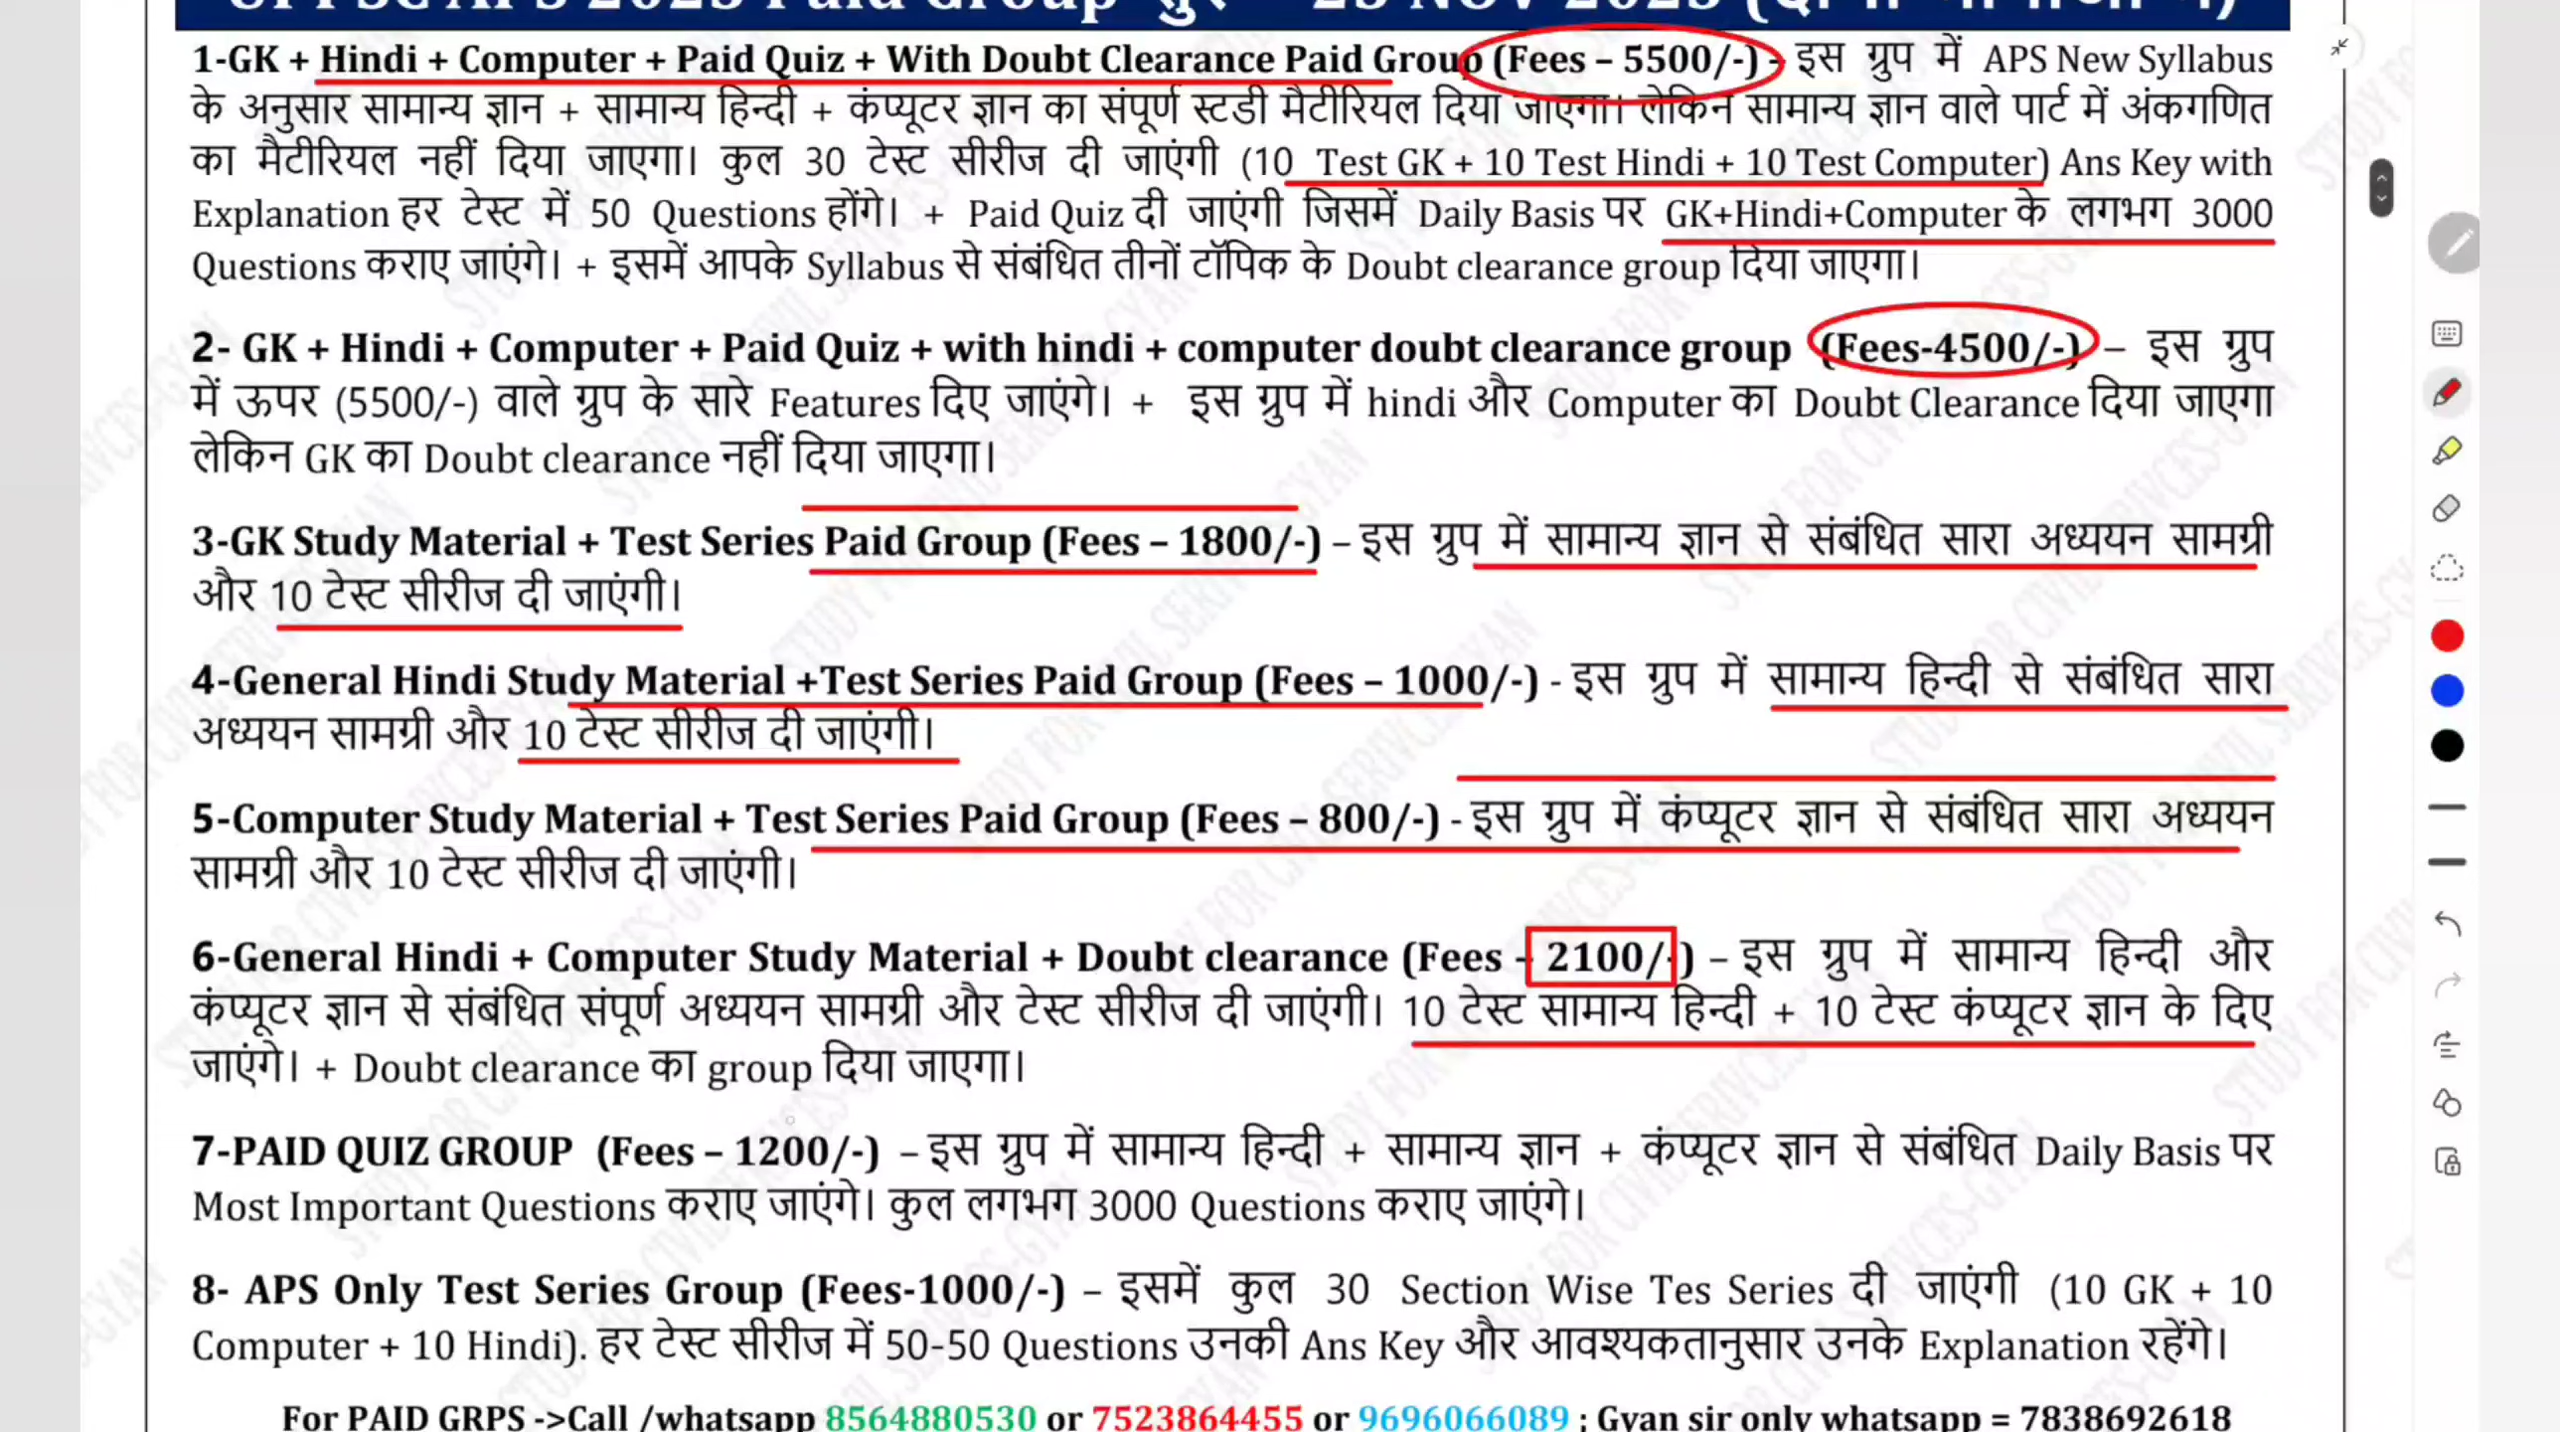 UPPSC APS 2023 Paid Group
1-GK + Hindi + Computer + Paid Quiz + With Doubt Clearance Paid Group (Fees – 5500/-) - इस ग्रुप में APS New Syllabus
के अनुसार सामान्य ज्ञान + सामान्य हिन्दी + कंप्यूटर ज्ञान का संपूर्ण स्टडी मैटीरियल दिया जाएगा। लेकिन सामान्य ज्ञान वाले पार्ट में अंकगणित
का मैटीरियल नहीं दिया जाएगा। कुल 30 टेस्ट सीरीज दी जाएंगी (10 Test GK + 10 Test Hindi + 10 Test Computer) Ans Key with
Explanation हर टेस्ट में 50 Questions होंगे। + Paid Quiz दी जाएंगी जिसमें Daily Basis पर GK+Hindi+Computer के लगभग 3000
Questions कराए जाएंगे। + इसमें आपके Syllabus से संबंधित तीनों टॉपिक के Doubt clearance group दिया जाएगा।
2- GK + Hindi + Computer + Paid Quiz + with hindi + computer doubt clearance group (Fees-4500/-) – इस ग्रुप
में ऊपर (5500/-) वाले ग्रुप के सारे Features दिए जाएंगे। + इस ग्रुप में hindi और Computer का Doubt Clearance दिया जाएगा
लेकिन GK का Doubt clearance नहीं दिया जाएगा।
3-GK Study Material + Test Series Paid Group (Fees – 1800/-) – इस ग्रुप में सामान्य ज्ञान से संबंधित सारा अध्ययन सामग्री
और 10 टेस्ट सीरीज दी जाएंगी।
4-General Hindi Study Material +Test Series Paid Group (Fees – 1000/-) - इस ग्रुप में सामान्य हिन्दी से संबंधित सारा
अध्ययन सामग्री और 10 टेस्ट सीरीज दी जाएंगी।
5-Computer Study Material + Test Series Paid Group (Fees – 800/-) - इस ग्रुप में कंप्यूटर ज्ञान से संबंधित सारा अध्ययन
सामग्री और 10 टेस्ट सीरीज दी जाएंगी।
6-General Hindi + Computer Study Material + Doubt clearance (Fees - 2100/-) – इस ग्रुप में सामान्य हिन्दी और
कंप्यूटर ज्ञान से संबंधित संपूर्ण अध्ययन सामग्री और टेस्ट सीरीज दी जाएंगी। 10 टेस्ट सामान्य हिन्दी + 10 टेस्ट कंप्यूटर ज्ञान के दिए
जाएंगे। + Doubt clearance का group दिया जाएगा।
7-PAID QUIZ GROUP (Fees – 1200/-) – इस ग्रुप में सामान्य हिन्दी + सामान्य ज्ञान + कंप्यूटर ज्ञान से संबंधित Daily Basis पर
Most Important Questions कराए जाएंगे। कुल लगभग 3000 Questions कराए जाएंगे।
8- APS Only Test Series Group (Fees-1000/-) – इसमें कुल 30 Section Wise Tes Series दी जाएंगी (10 GK + 10
Computer + 10 Hindi). हर टेस्ट सीरीज में 50-50 Questions उनकी Ans Key और आवश्यकतानुसार उनके Explanation रहेंगे।
For PAID GRPS ->Call /whatsapp 8564880530 or 7523864455 or 9696066089 ; Gyan sir only whatsapp = 7838692618
STUDY FOR CIVIL SERIVCES-GYAN